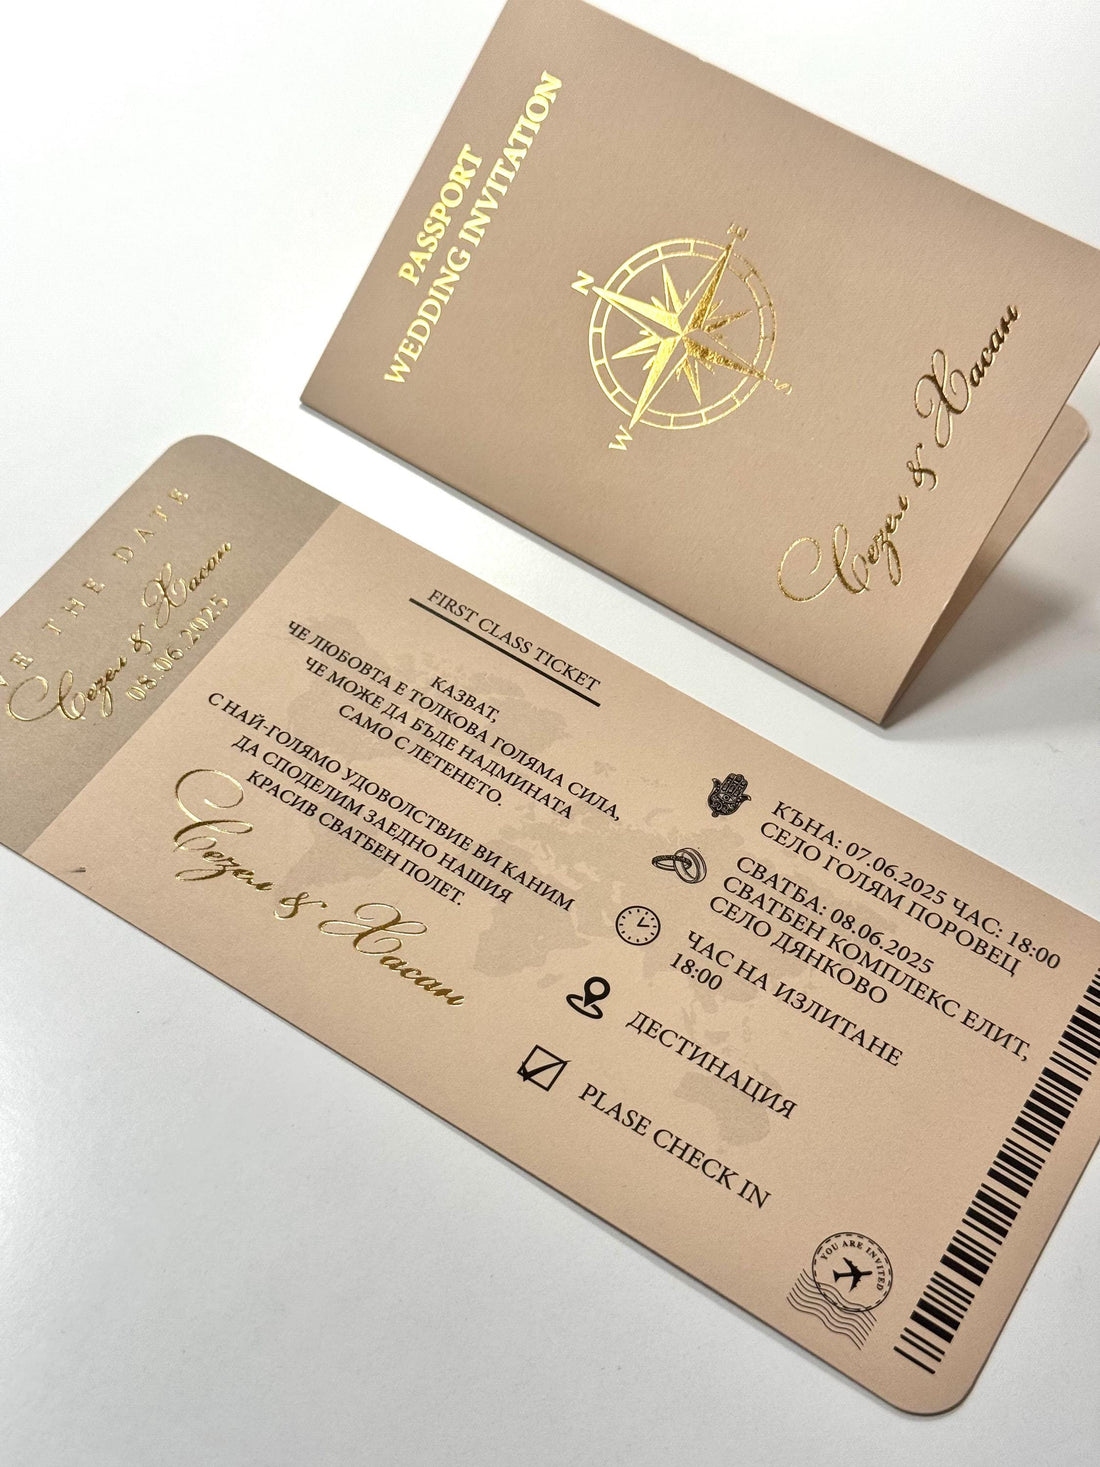 PASSPORT
WEDDING INVITATION
N
E
S
W
Сезел & Хасан
THE DATE
Сезел & Хасан
08.06.2025
FIRST CLASS TICKET
КАЗВАТ,
ЧЕ ЛЮБОВТА Е ТОЛКОВА ГОЛЯМА СИЛА,
ЧЕ МОЖЕ ДА БЪДЕ НАДМИНАТА
САМО С ЛЕТЕНЕТО.
С НАЙ-ГОЛЯМО УДОВОЛСТВИЕ ВИ КАНИМ
ДА СПОДЕЛИМ ЗАЕДНО НАШИЯ
КРАСИВ СВАТБЕН ПОЛЕТ.
Сезел & Хасан
КЪНА: 07.06.2025 ЧАС: 18:00
СЕЛО ГОЛЯМ ПОРОВЕЦ
СВАТБА: 08.06.2025
СВАТБЕН КОМПЛЕКС ЕЛИТ,
СЕЛО ДЯНКОВО
ЧАС НА ИЗЛИТАНЕ
18:00
ДЕСТИНАЦИЯ
PLASE CHECK IN
YOU ARE INVITED